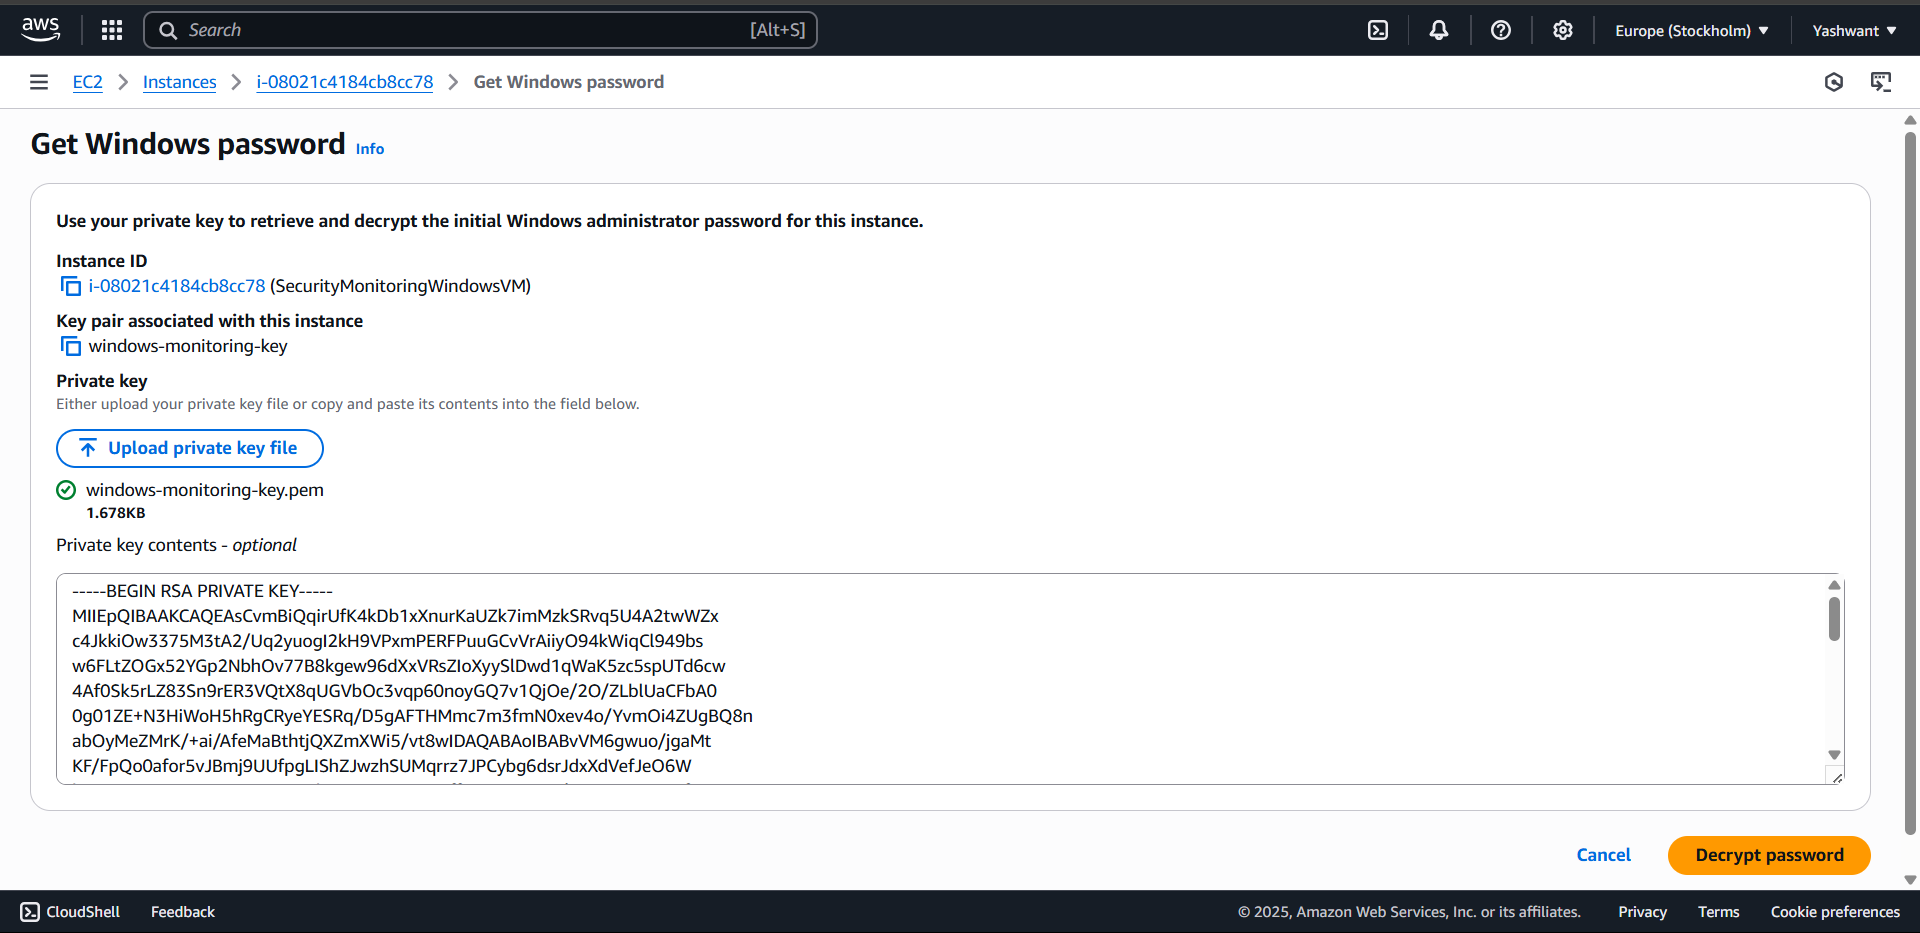 aws
Search [Alt+S]
Europe (Stockholm)
Yashwant
EC2 Instances i-08021c4184cb8cc78 Get Windows password
Get Windows password Info
Use your private key to retrieve and decrypt the initial Windows administrator password for this instance.
Instance ID
i-08021c4184cb8cc78 (SecurityMonitoringWindowsVM)
Key pair associated with this instance
windows-monitoring-key
Private key
Either upload your private key file or copy and paste its contents into the field below.
Upload private key file
windows-monitoring-key.pem
1.678KB
Private key contents - optional
-----BEGIN RSA PRIVATE KEY-----
MIIEpQIBAAKCAQEAsCvmBiQqirUfK4kDb1xXnurKaUZk7imMzkSRvq5U4A2twWZx
c4JkkiOw3375M3tA2/Uq2yuogI2kH9VPxmPERFPuuGCvVrAiiyO94kWiqCl949bs
w6FLtZOGx52YGp2NbhOv77B8kgew96dXxVRsZIoXyySlDwd1qWaK5zc5spUTd6cw
4Af0Sk5rLZ83Sn9rER3VQtX8qUGVbOc3vqp60noyGQ7v1QjOe/2O/ZLblUaCFbA0
0g01ZE+N3HiWoH5hRgCRyeYESRq/D5gAFTHMmc7m3fmN0xev4o/YvmOi4ZUgBQ8n
abOyMeZMrK/+ai/AfeMaBthtjQXZmXWi5/vt8wIDAQABAoIBABvVM6gwuo/jgaMt
KF/FpQo0afor5vJBmj9UUfpgLIShZJwzhSUMqrrz7JPCybg6dsrJdxXdVefJeO6W
Cancel
Decrypt password
CloudShell Feedback
© 2025, Amazon Web Services, Inc. or its affiliates. Privacy Terms Cookie preferences